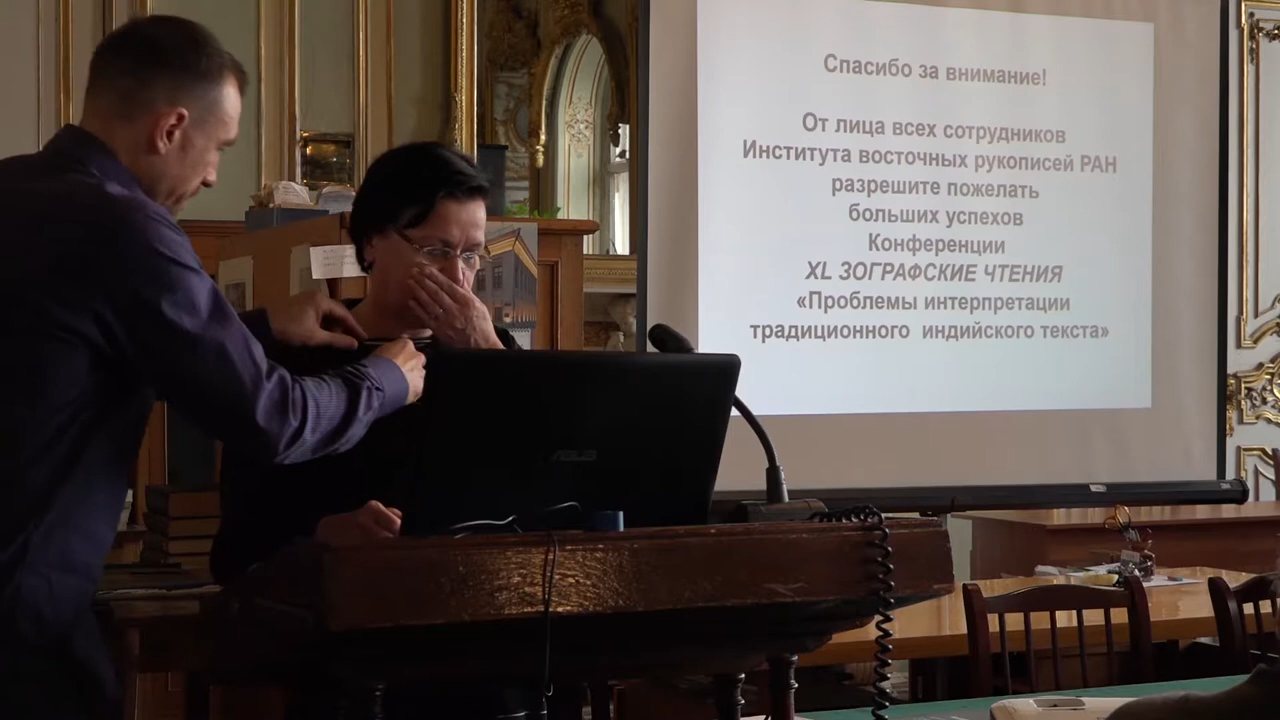 Спасибо за внимание!
От лица всех сотрудников
Института восточных рукописей РАН
разрешите пожелать
больших успехов
Конференции
XL ЗОГРАФСКИЕ ЧТЕНИЯ
«Проблемы интерпретации
традиционного индийского текста»
ASUS